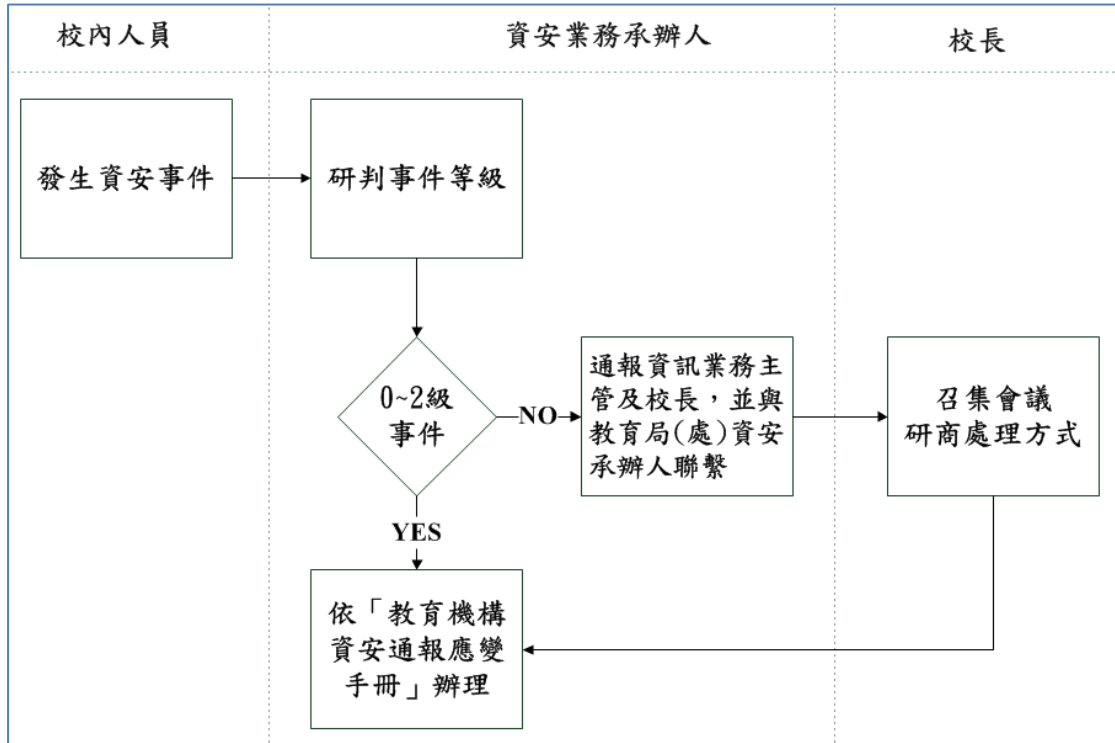 校內人員
資安業務承辦人
校長
發生資安事件
研判事件等級
0~2級
事件
NO
通報資訊業務主
管及校長，並與
教育局(處)資安
承辦人聯繫
召集會議
研商處理方式
YES
依「教育機構
資安通報應變
手冊」辦理